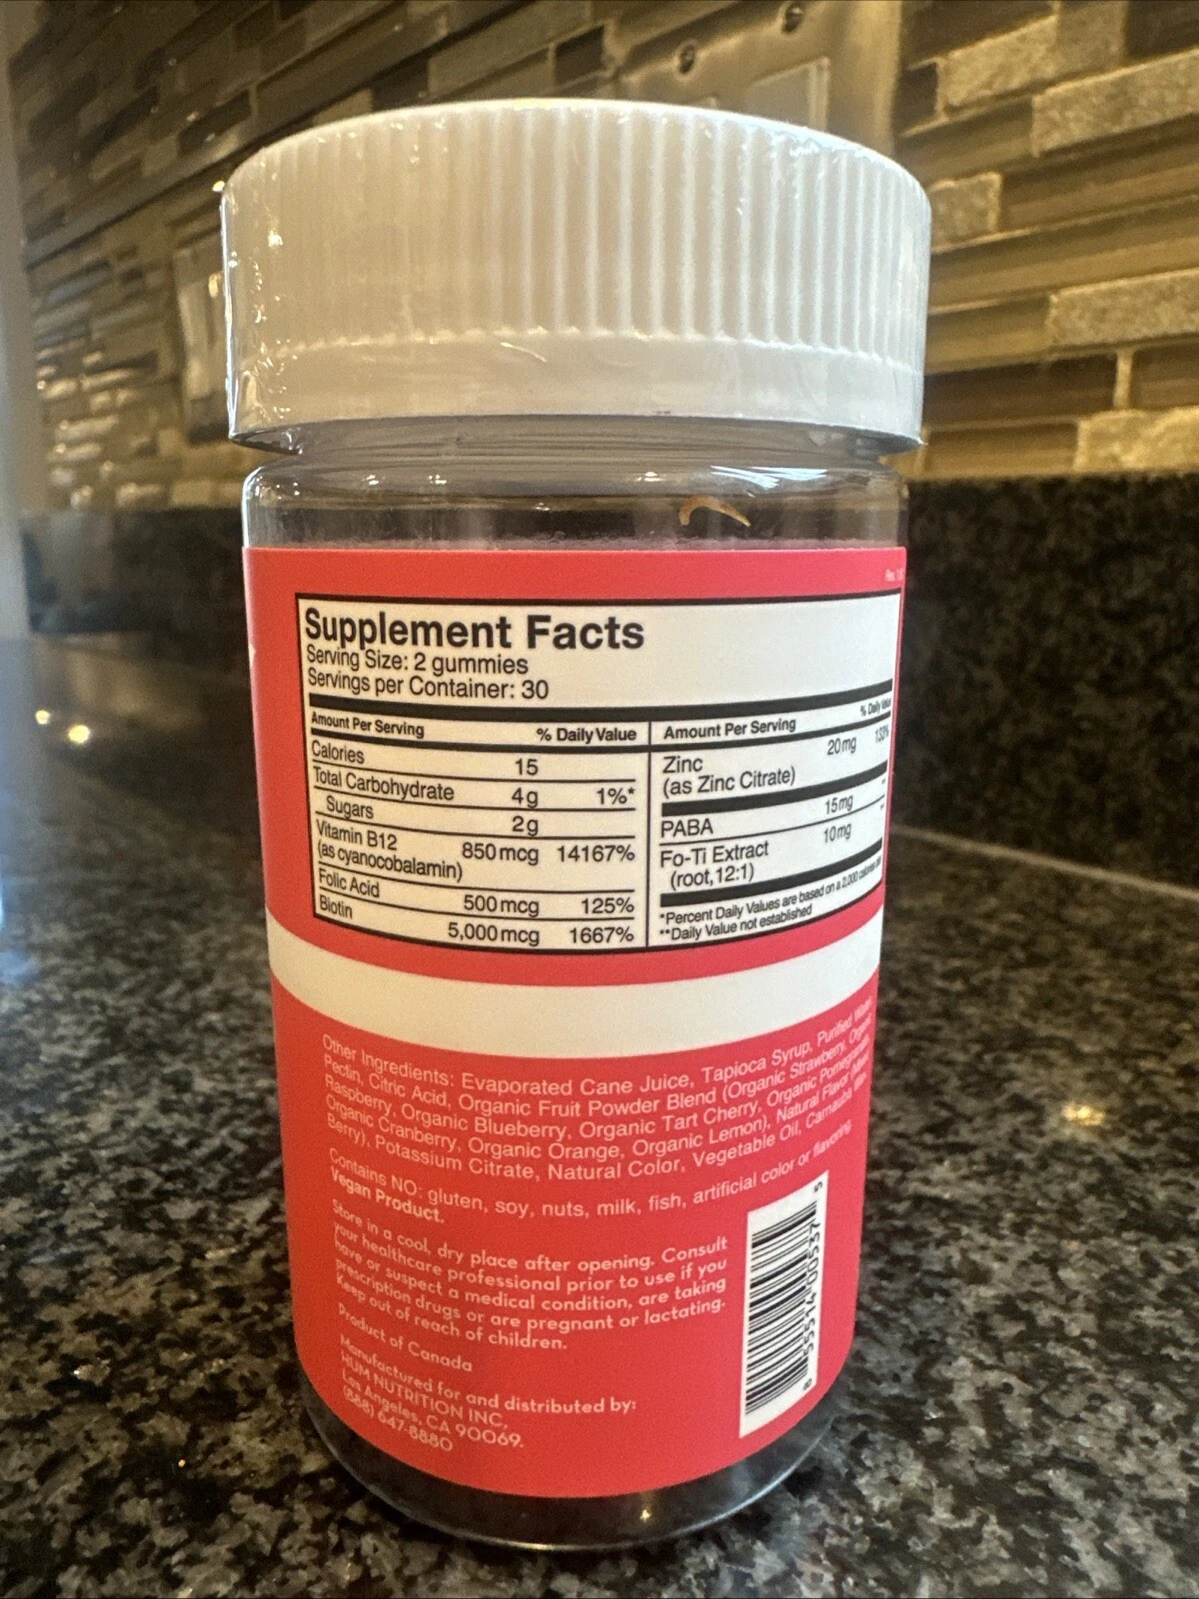 Supplement Facts
Serving Size: 2 gummies
Servings per Container: 30
Amount Per Serving % Daily Value
Calories 15
Total Carbohydrate 4g 1%*
Sugars 2g
Vitamin B12 850 mcg 14167%
(as cyanocobalamin)
Folic Acid 500 mcg 125%
Biotin 5,000 mcg 1667%
Amount Per Serving % Daily Value
Zinc 20mg 133%
(as Zinc Citrate)
PABA 15mg **
Fo-Ti Extract 10mg **
(root, 12:1)
*Percent Daily Values are based on a 2,000 calorie diet
**Daily Value not established
Other Ingredients: Evaporated Cane Juice, Tapioca Syrup, Purified Water,
Pectin, Citric Acid, Organic Fruit Powder Blend (Organic Strawberry, Organic
Raspberry, Organic Blueberry, Organic Tart Cherry, Organic Pomegranate,
Organic Cranberry, Organic Orange, Organic Lemon), Natural Flavor (Mixed
Berry), Potassium Citrate, Natural Color, Vegetable Oil, Carnauba Wax.
Contains NO: gluten, soy, nuts, milk, fish, artificial color or flavoring.
Vegan Product.
Store in a cool, dry place after opening. Consult
your healthcare professional prior to use if you
have or suspect a medical condition, are taking
prescription drugs or are pregnant or lactating.
Keep out of reach of children.
Product of Canada
Manufactured for and distributed by:
HUM NUTRITION INC,
Los Angeles, CA 90069.
(888) 647-8880
8 55514 00537 5